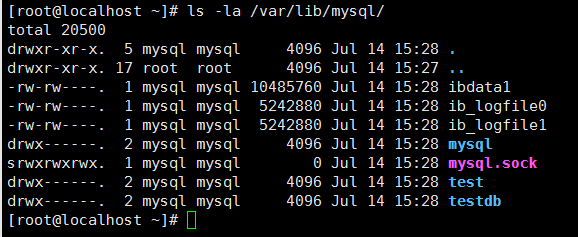 [root@localhost ~]# ls -la /var/lib/mysql/
total 20500
drwxr-xr-x.  5 mysql mysql     4096 Jul 14 15:28 .
drwxr-xr-x. 17 root  root      4096 Jul 14 15:27 ..
-rw-rw----.  1 mysql mysql 10485760 Jul 14 15:28 ibdata1
-rw-rw----.  1 mysql mysql  5242880 Jul 14 15:28 ib_logfile0
-rw-rw----.  1 mysql mysql  5242880 Jul 14 15:28 ib_logfile1
drwx------.  2 mysql mysql     4096 Jul 14 15:28 mysql
srwxrwxrwx.  1 mysql mysql        0 Jul 14 15:28 mysql.sock
drwx------.  2 mysql mysql     4096 Jul 14 15:28 test
drwx------.  2 mysql mysql     4096 Jul 14 15:28 testdb
[root@localhost ~]#